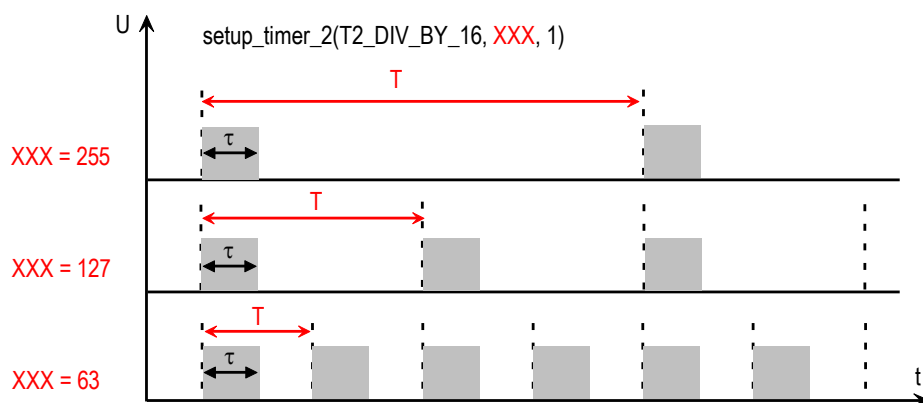 U
setup_timer_2(T2_DIV_BY_16, XXX, 1)
T
τ
XXX = 255
T
τ
XXX = 127
T
τ
XXX = 63
t